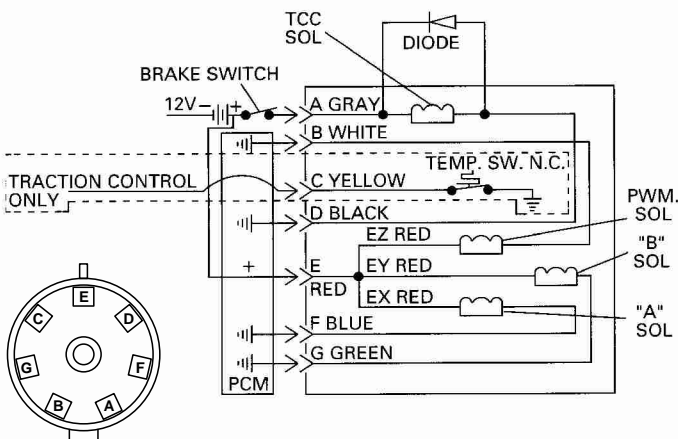 TCC
SOL
DIODE
BRAKE SWITCH
12V – +
A GRAY
B WHITE
TEMP. SW. N.C.
TRACTION CONTROL
ONLY
C YELLOW
D BLACK
PWM.
SOL
EZ RED
"B"
SOL
+
E
RED
EY RED
EX RED
"A"
SOL
F BLUE
G GREEN
PCM
E
C
D
G
F
B
A